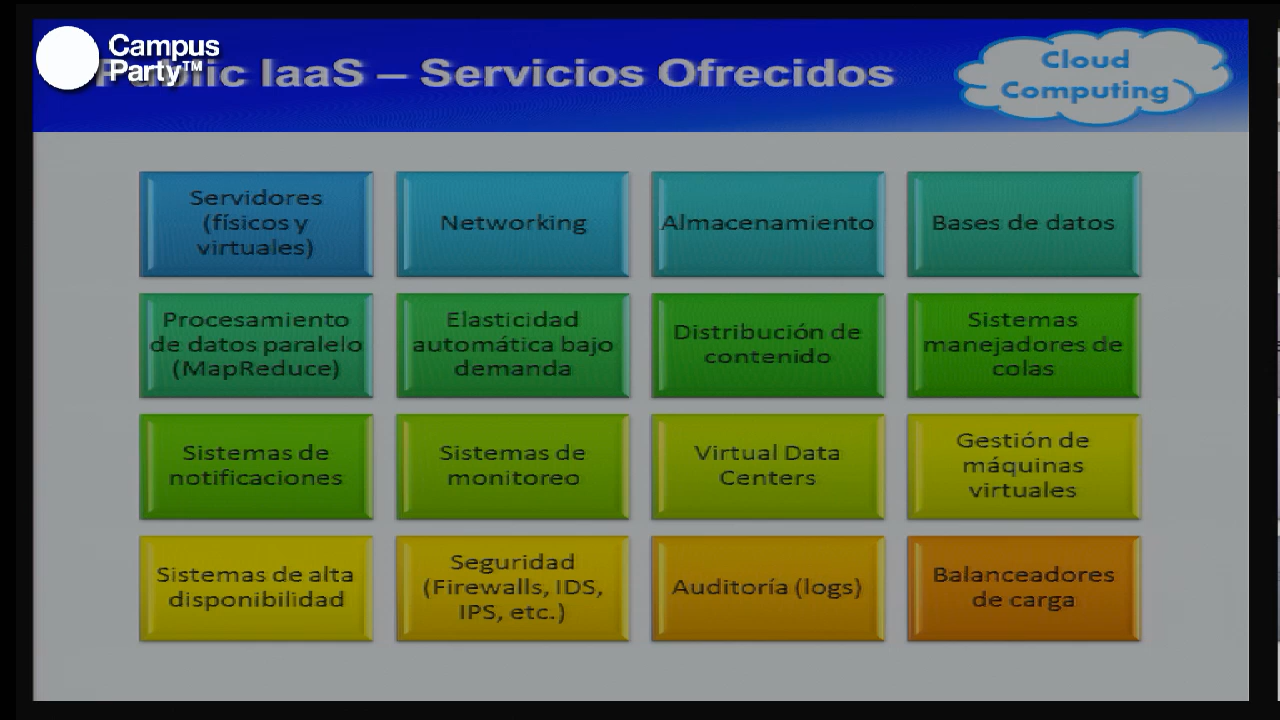 Campus
Party™
Public IaaS – Servicios Ofrecidos
Cloud
Computing
Servidores
(físicos y
virtuales)
Networking
Almacenamiento
Bases de datos
Procesamiento
de datos paralelo
(MapReduce)
Elasticidad
automática bajo
demanda
Distribución de
contenido
Sistemas
manejadores de
colas
Sistemas de
notificaciones
Sistemas de
monitoreo
Virtual Data
Centers
Gestión de
máquinas
virtuales
Sistemas de alta
disponibilidad
Seguridad
(Firewalls, IDS,
IPS, etc.)
Auditoría (logs)
Balanceadores
de carga